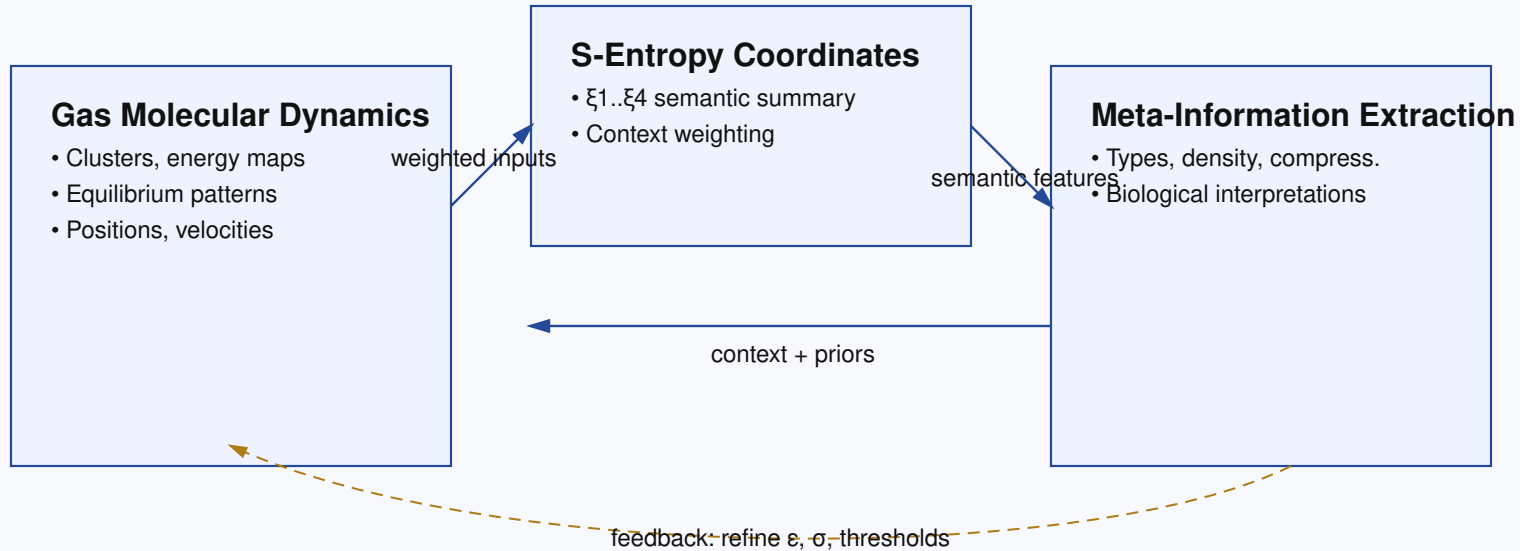 Gas Molecular Dynamics
• Clusters, energy maps
• Equilibrium patterns
• Positions, velocities
weighted inputs
S-Entropy Coordinates
• ξ1..ξ4 semantic summary
• Context weighting
semantic features
Meta-Information Extraction
• Types, density, compress.
• Biological interpretations
context + priors
feedback: refine ε, σ, thresholds